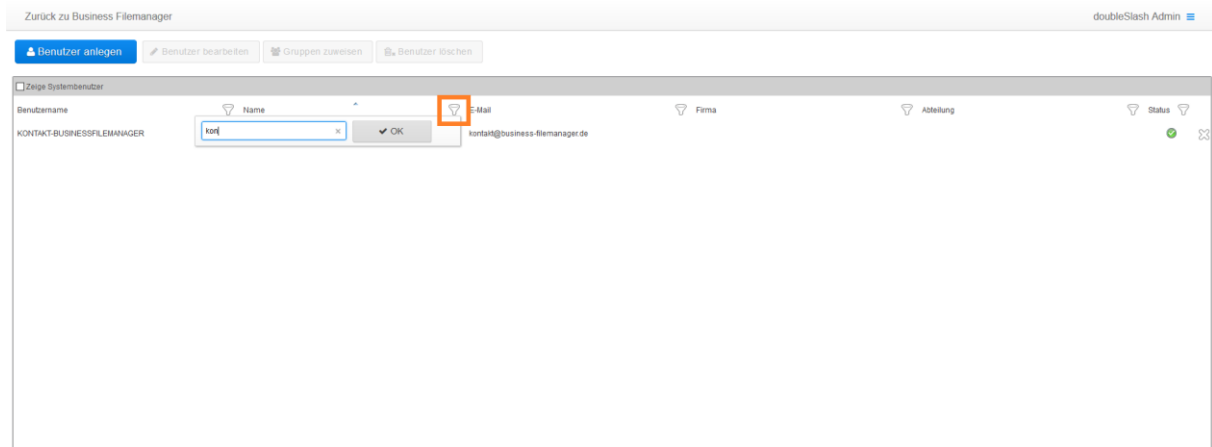 Zurück zu Business Filemanager doubleSlash Admin
Benutzer anlegen Benutzer bearbeiten Gruppen zuweisen Benutzer löschen
Zeige Systembenutzer
Benutzername Name E-Mail Firma Abteilung Status
KONTAKT-BUSINESSFILEMANAGER kon OK kontakt@business-filemanager.de